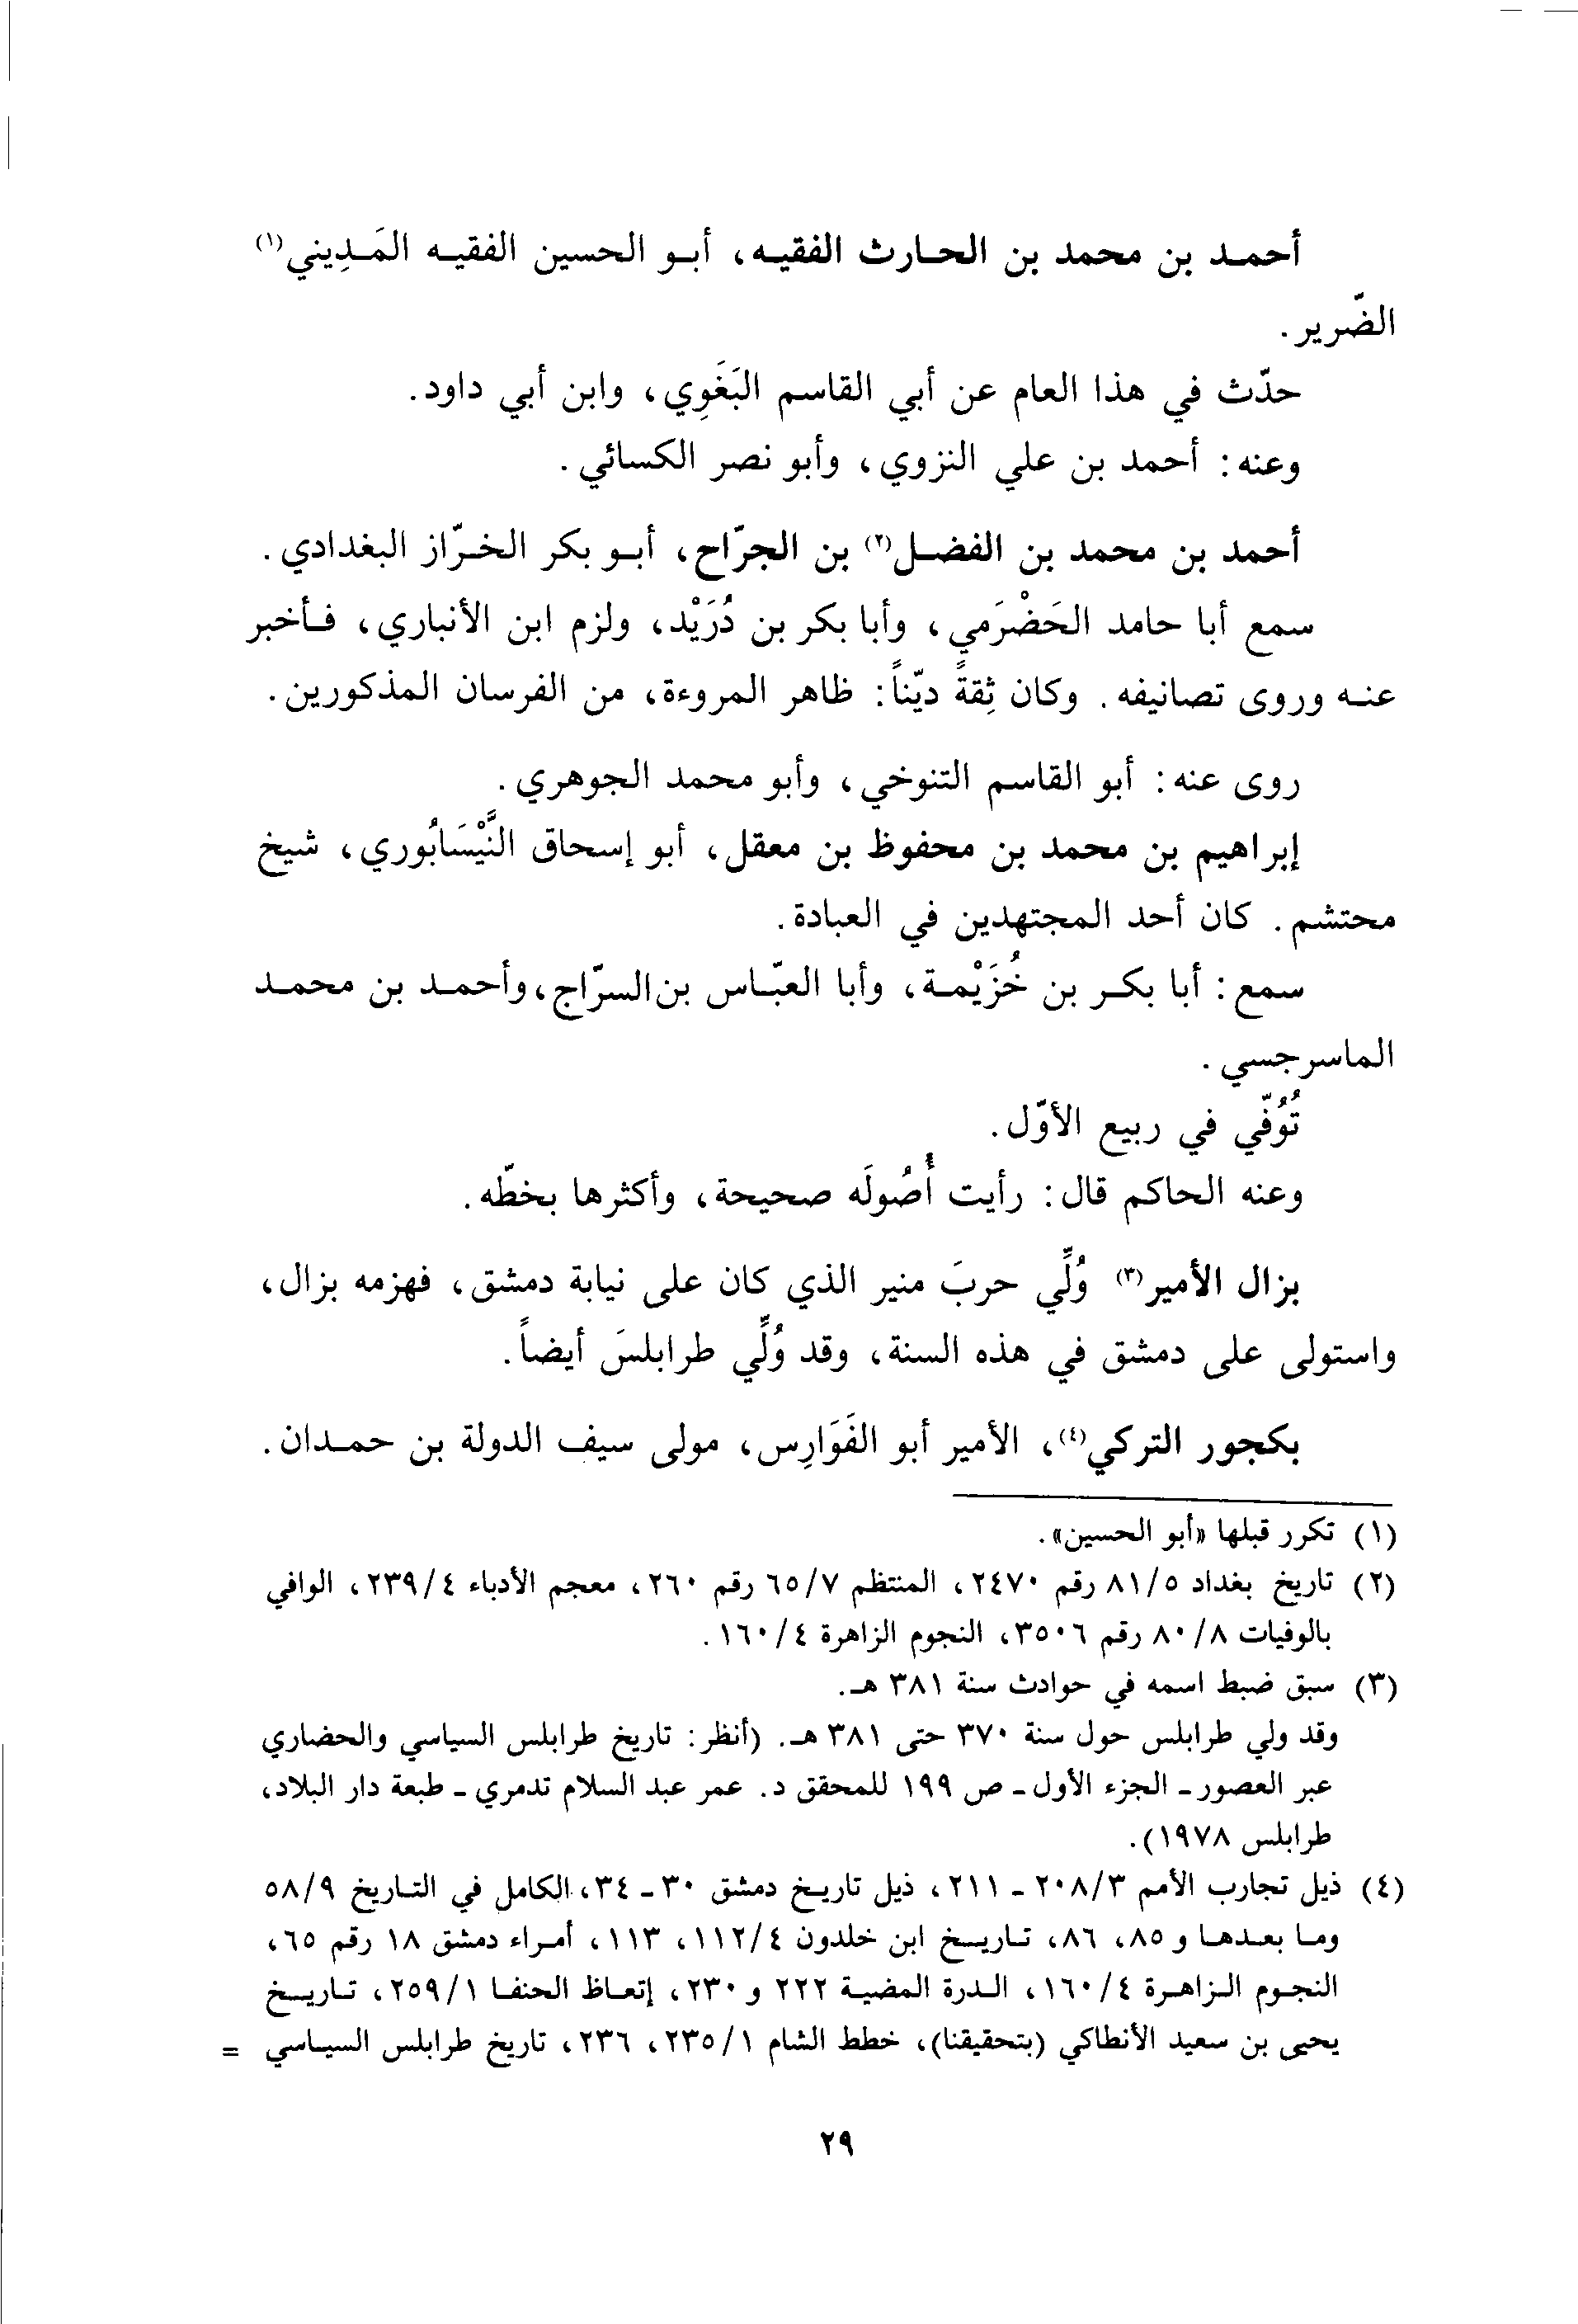 أحمد بن محمد بن الحارث الفقيه، أبو الحسين الفقيه المَدِيني(١)
الضّرير.
حدّث في هذا العام عن أبي القاسم البَغَوِي، وابن أبي داود.
وعنه: أحمد بن علي النزوي، وأبو نصر الكسائي.
أحمد بن محمد بن الفضل(٢) بن الجرّاح، أبو بكر الخرّاز البغدادي.
سمع أبا حامد الحَضْرَمي، وأبا بكر بن دُرَيْد، ولزم ابن الأنباري، فأخبر
عنه وروى تصانيفه. وكان ثِقةً ديّناً: ظاهر المروءة، من الفرسان المذكورين.
روى عنه: أبو القاسم التنوخي، وأبو محمد الجوهري.
إبراهيم بن محمد بن محفوظ بن معقل، أبو إسحاق النَّيْسَابُوري، شيخ
محتشم. كان أحد المجتهدين في العبادة.
سمع: أبا بكر بن خُزَيْمة، وأبا العبّاس بن السرّاج، وأحمد بن محمد
الماسرجسي.
تُوُفّي في ربيع الأوّل.
وعنه الحاكم قال: رأيت أُصُولَه صحيحة، وأكثرها بخطّه.
بزال الأمير(٣) وُلِّي حربَ منير الذي كان على نيابة دمشق، فهزمه بزال،
واستولى على دمشق في هذه السنة، وقد وُلِّي طرابلسَ أيضاً.
بكجور التركي(٤)، الأمير أبو الفَوَارِس، مولى سيف الدولة بن حمدان.
(١) تكرر قبلها «أبو الحسين».
(٢) تاريخ بغداد ٨١/٥ رقم ٢٤٧٠، المنتظم ٦٥/٧ رقم ٢٦٠، معجم الأدباء ٢٣٩/٤، الوافي
بالوفيات ٨٠/٨ رقم ٣٥٠٦، النجوم الزاهرة ١٦٠/٤.
(٣) سبق ضبط اسمه في حوادث سنة ٣٨١ هـ.
وقد ولي طرابلس حول سنة ٣٧٠ حتى ٣٨١ هـ. (أنظر: تاريخ طرابلس السياسي والحضاري
عبر العصور - الجزء الأول - ص ١٩٩ للمحقق د. عمر عبد السلام تدمري - طبعة دار البلاد،
طرابلس ١٩٧٨).
(٤) ذيل تجارب الأمم ٢٠٨/٣ - ٢١١، ذيل تاريخ دمشق ٣٠ - ٣٤، الكامل في التاريخ ٥٨/٩
وما بعدها و ٨٥، ٨٦، تاريخ ابن خلدون ١١٢/٤، ١١٣، أمراء دمشق ١٨ رقم ٦٥،
النجوم الزاهرة ١٦٠/٤، الدرة المضية ٢٢٢ و ٢٣٠، إتعاظ الحنفا ٢٥٩/١، تاريخ
يحيى بن سعيد الأنطاكي (بتحقيقنا)، خطط الشام ٢٣٥/١، ٢٣٦، تاريخ طرابلس السياسي =
٢٩